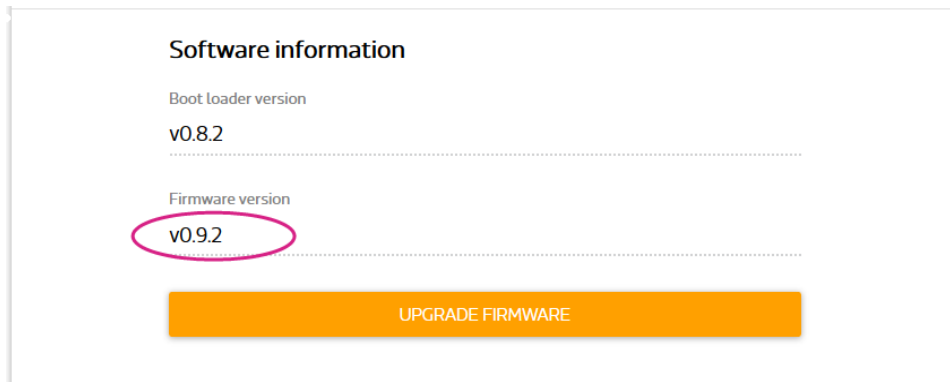 Software information
Boot loader version
v0.8.2
Firmware version
v0.9.2
UPGRADE FIRMWARE